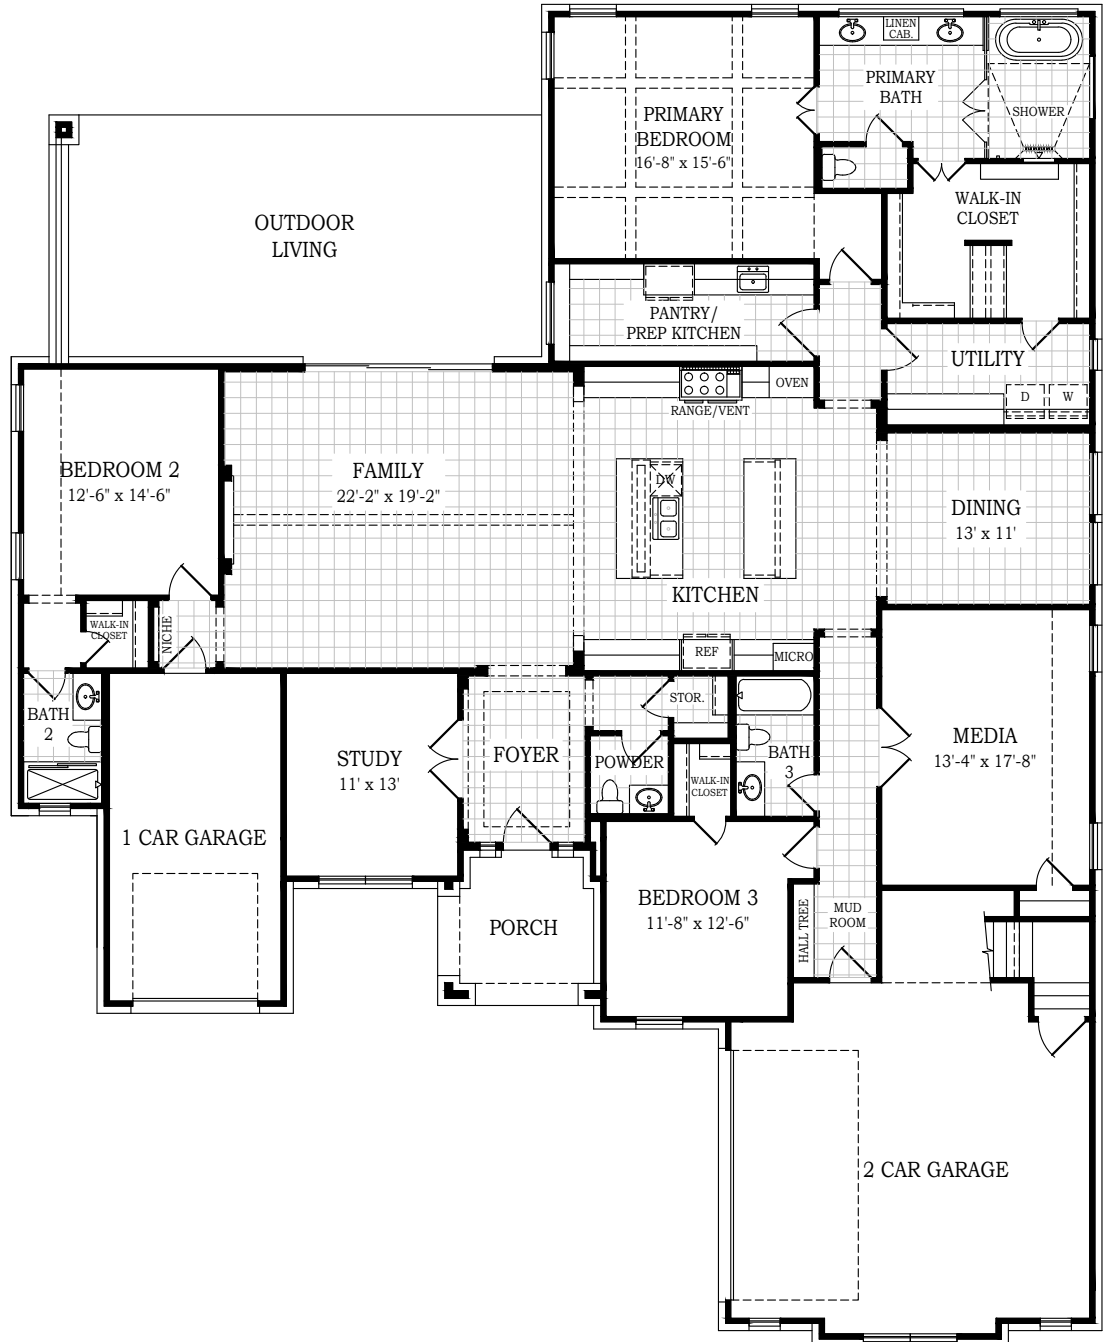 LINEN
CAB.
PRIMARY
BATH
SHOWER
PRIMARY
BEDROOM
16'-8" x 15'-6"
WALK-IN
CLOSET
OUTDOOR
LIVING
PANTRY/
PREP KITCHEN
UTILITY
D
W
OVEN
RANGE/VENT
BEDROOM 2
12'-6" x 14'-6"
FAMILY
22'-2" x 19'-2"
DW
DINING
13' x 11'
KITCHEN
WALK-IN
CLOSET
NICHE
REF
MICRO
BATH
2
STOR.
STUDY
11' x 13'
FOYER
POWDER
WALK-IN
CLOSET
BATH
3
MEDIA
13'-4" x 17'-8"
1 CAR GARAGE
BEDROOM 3
11'-8" x 12'-6"
PORCH
HALL TREE
MUD
ROOM
2 CAR GARAGE